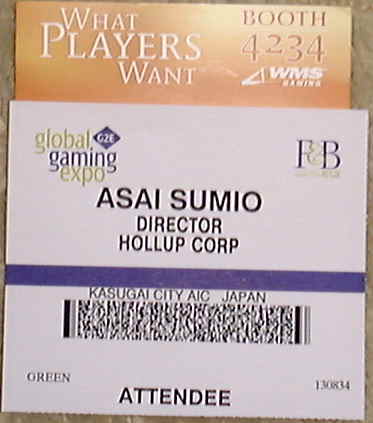 WHAT
PLAYERS
WANT
BOOTH
4234
WMS
GAMING
global
G2E
gaming
expo
F&B
ASAI SUMIO
DIRECTOR
HOLLUP CORP
KASUGAI CITY AIC JAPAN
GREEN
130834
ATTENDEE